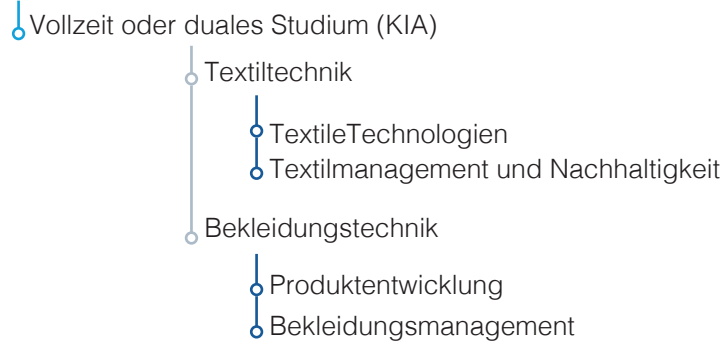 Vollzeit oder duales Studium (KIA)
Textiltechnik
TextileTechnologien
Textilmanagement und Nachhaltigkeit
Bekleidungstechnik
Produktentwicklung
Bekleidungsmanagement